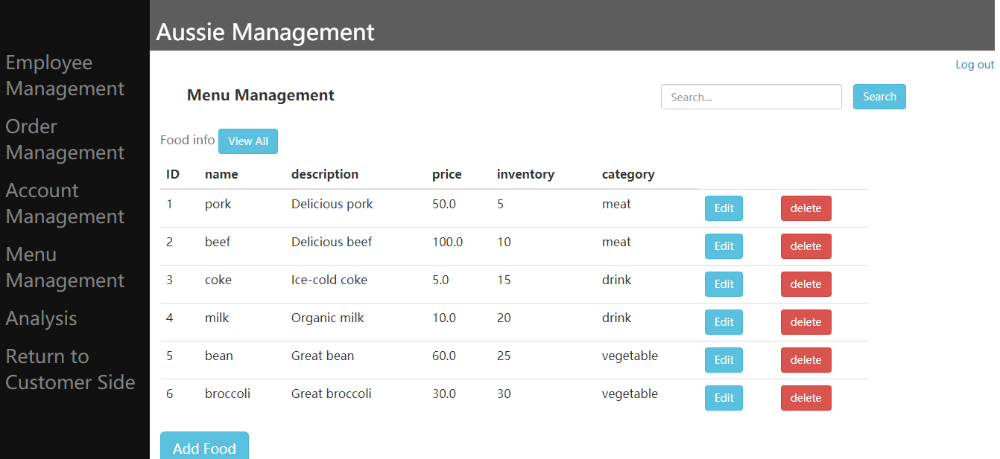 Aussie Management
Employee
Management
Order
Management
Account
Management
Menu
Management
Analysis
Return to
Customer Side
Log out
Menu Management
Search...
Search
Food info View All
ID name description price inventory category
1 pork Delicious pork 50.0 5 meat Edit delete
2 beef Delicious beef 100.0 10 meat Edit delete
3 coke Ice-cold coke 5.0 15 drink Edit delete
4 milk Organic milk 10.0 20 drink Edit delete
5 bean Great bean 60.0 25 vegetable Edit delete
6 broccoli Great broccoli 30.0 30 vegetable Edit delete
Add Food